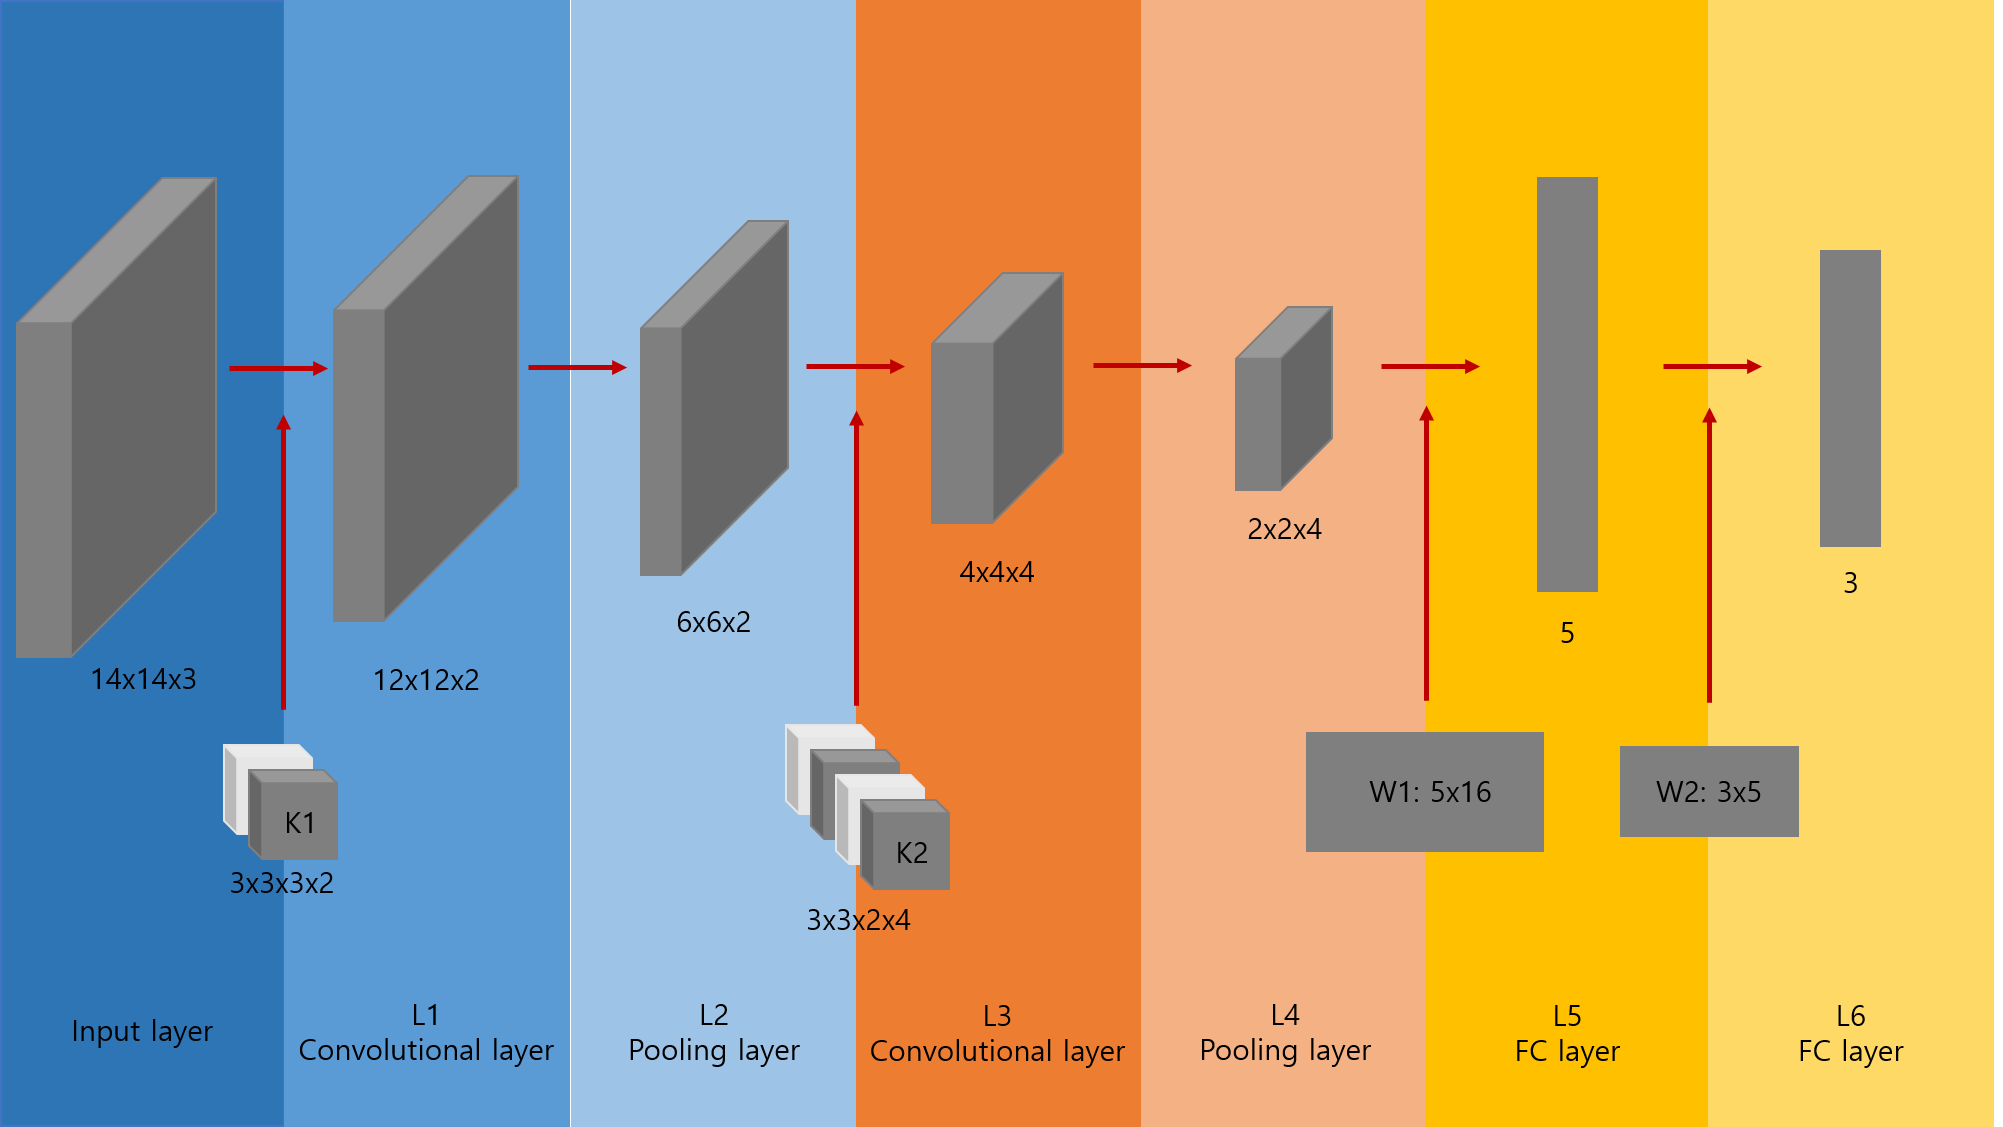 14x14x3
12x12x2
6x6x2
4x4x4
2x2x4
5
3
K1
3x3x3x2
K2
3x3x2x4
W1: 5x16
W2: 3x5
Input layer
L1
Convolutional layer
L2
Pooling layer
L3
Convolutional layer
L4
Pooling layer
L5
FC layer
L6
FC layer